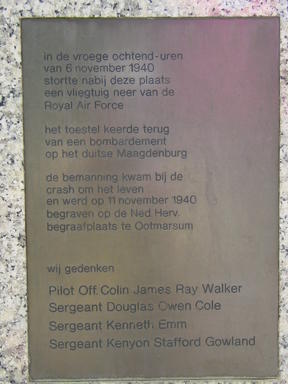 in de vroege ochtend-uren
van 6 november 1940
stortte nabij deze plaats
een vliegtuig neer van de
Royal Air Force
het toestel keerde terug
van een bombardement
op het duitse Maagdenburg
de bemanning kwam bij de
crash om het leven
en werd op 11 november 1940
begraven op de Ned Herv.
begraafplaats te Ootmarsum
wij gedenken
Pilot Off. Colin James Ray Walker
Sergeant Douglas Owen Cole
Sergeant Kenneth Emm
Sergeant Kenyon Stafford Gowland